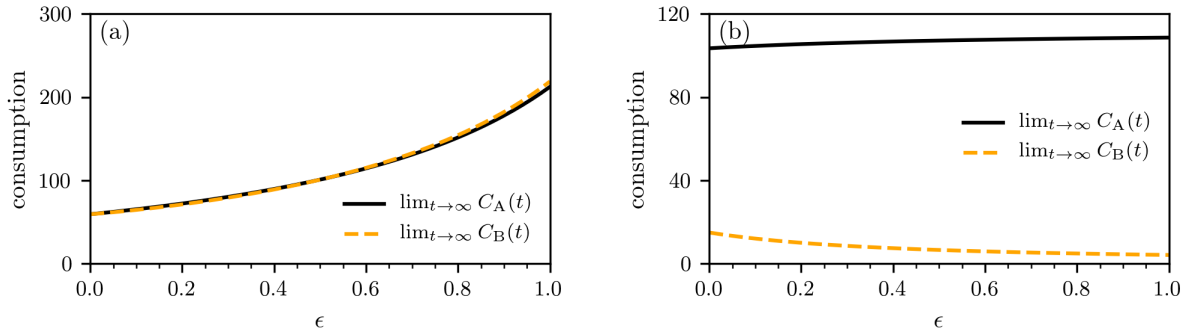 (a)
300
200
100
0
consumption
lim_{t→∞} C_A(t)
lim_{t→∞} C_B(t)
0.0 0.2 0.4 0.6 0.8 1.0
ϵ
(b)
120
80
40
0
consumption
lim_{t→∞} C_A(t)
lim_{t→∞} C_B(t)
0.0 0.2 0.4 0.6 0.8 1.0
ϵ